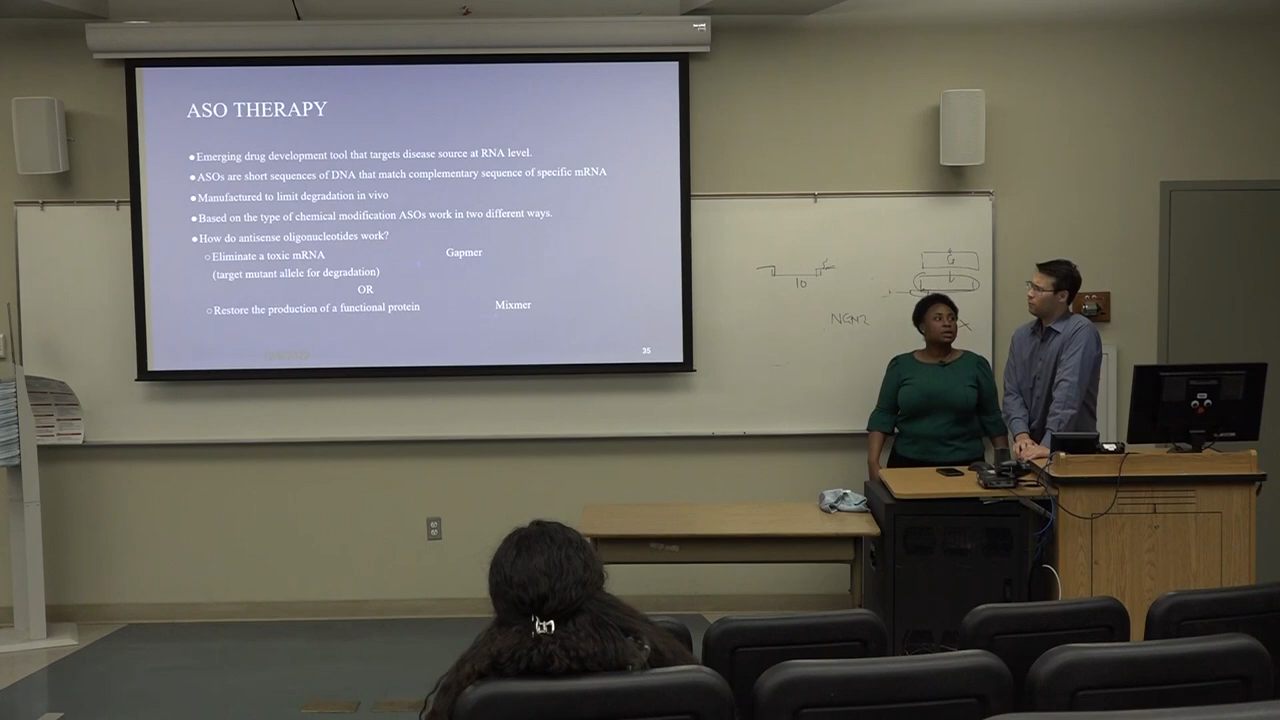 ASO THERAPY
●Emerging drug development tool that targets disease source at RNA level.
●ASOs are short sequences of DNA that match complementary sequence of specific mRNA
●Manufactured to limit degradation in vivo
●Based on the type of chemical modification ASOs work in two different ways.
●How do antisense oligonucleotides work?
○Eliminate a toxic mRNA Gapmer
(target mutant allele for degradation)
OR
○Restore the production of a functional protein Mixmer
35
10
G
NGN2